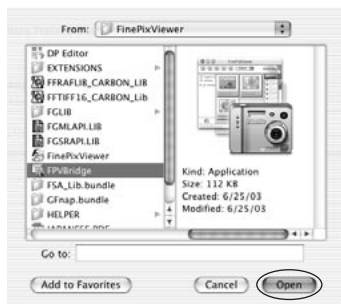 From: FinePixViewer
DP Editor
EXTENSIONS
FFRAFLIB_CARBON_LIB
FFTIFF16_CARBON_Lib
FGLIB
FGMLAPI.LIB
FGSRAPI.LIB
FinePixViewer
FPVBridge
FSA_Lib.bundle
GFnap.bundle
HELPER
JAPANESE.PDF
Kind: Application
Size: 112 KB
Created: 6/25/03
Modified: 6/25/03
Go to:
Add to Favorites
Cancel
Open